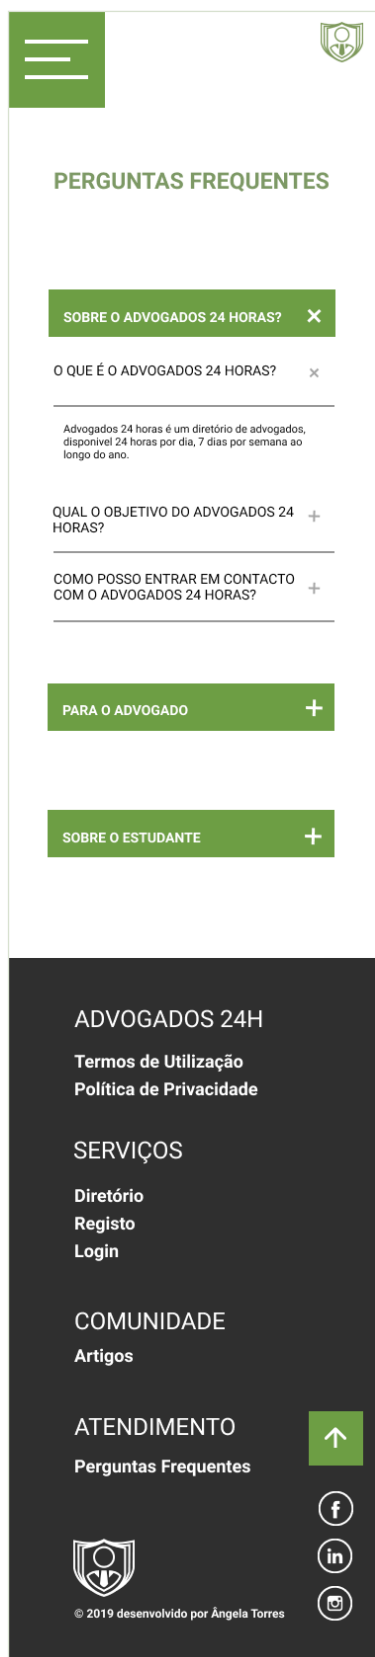 PERGUNTAS FREQUENTES
SOBRE O ADVOGADOS 24 HORAS?
O QUE É O ADVOGADOS 24 HORAS?
Advogados 24 horas é um diretório de advogados,
disponivel 24 horas por dia, 7 dias por semana ao
longo do ano.
QUAL O OBJETIVO DO ADVOGADOS 24
HORAS?
COMO POSSO ENTRAR EM CONTACTO
COM O ADVOGADOS 24 HORAS?
PARA O ADVOGADO
SOBRE O ESTUDANTE
ADVOGADOS 24H
Termos de Utilização
Política de Privacidade
SERVIÇOS
Diretório
Registo
Login
COMUNIDADE
Artigos
ATENDIMENTO
Perguntas Frequentes
© 2019 desenvolvido por Ângela Torres